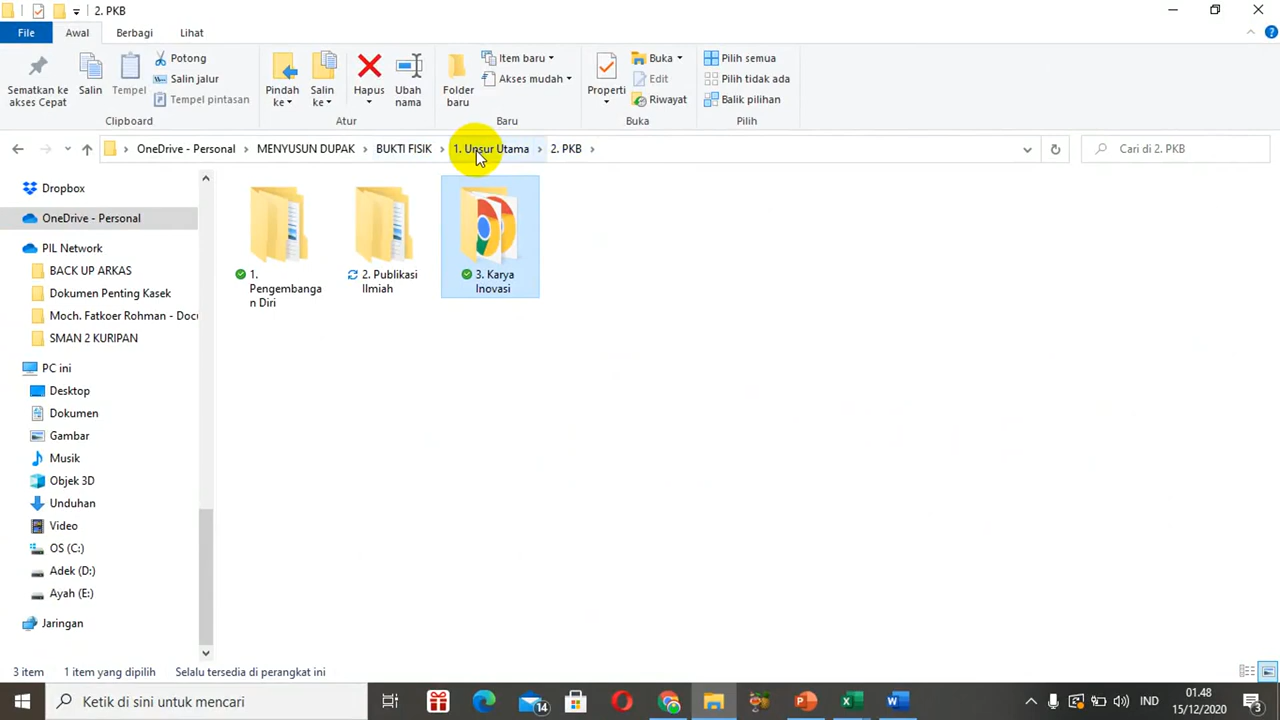 2. PKB
File
Awal
Berbagi
Lihat
Sematkan ke
akses Cepat
Salin
Tempel
Potong
Salin jalur
Tempel pintasan
Clipboard
Pindah
ke
Salin
ke
Hapus
Ubah
nama
Atur
Folder
baru
Item baru
Akses mudah
Baru
Properti
Buka
Edit
Riwayat
Buka
Pilih semua
Pilih tidak ada
Balik pilihan
Pilih
OneDrive - Personal
MENYUSUN DUPAK
BUKTI FISIK
1. Unsur Utama
2. PKB
Cari di 2. PKB
Dropbox
OneDrive - Personal
PIL Network
BACK UP ARKAS
Dokumen Penting Kasek
Moch. Fatkoer Rohman - Docu
SMAN 2 KURIPAN
PC ini
Desktop
Dokumen
Gambar
Musik
Objek 3D
Unduhan
Video
OS (C:)
Adek (D:)
Ayah (E:)
Jaringan
1.
Pengembanga
n Diri
2. Publikasi
Ilmiah
3. Karya
Inovasi
3 item
1 item yang dipilih
Selalu tersedia di perangkat ini
Ketik di sini untuk mencari
14
IND
01.48
15/12/2020
3